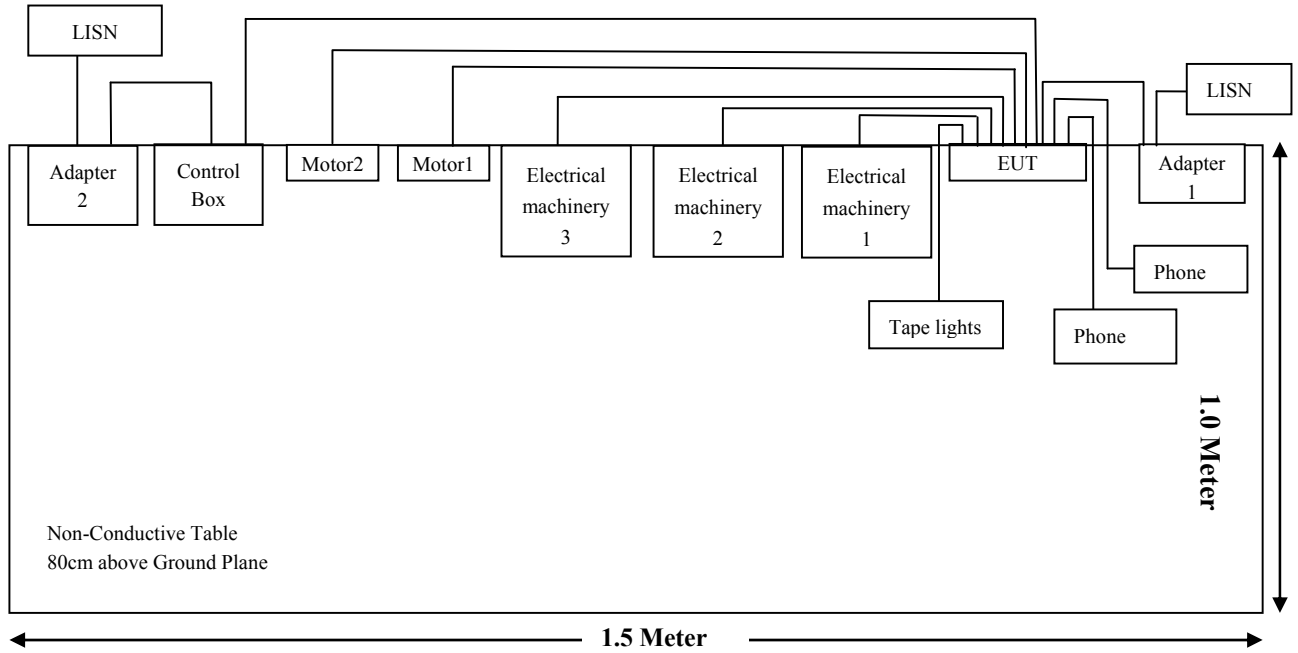 LISN
LISN
Adapter
2
Control
Box
Motor2
Motor1
Electrical
machinery
3
Electrical
machinery
2
Electrical
machinery
1
EUT
Adapter
1
Phone
Tape lights
Phone
1.0 Meter
Non-Conductive Table
80cm above Ground Plane
1.5 Meter